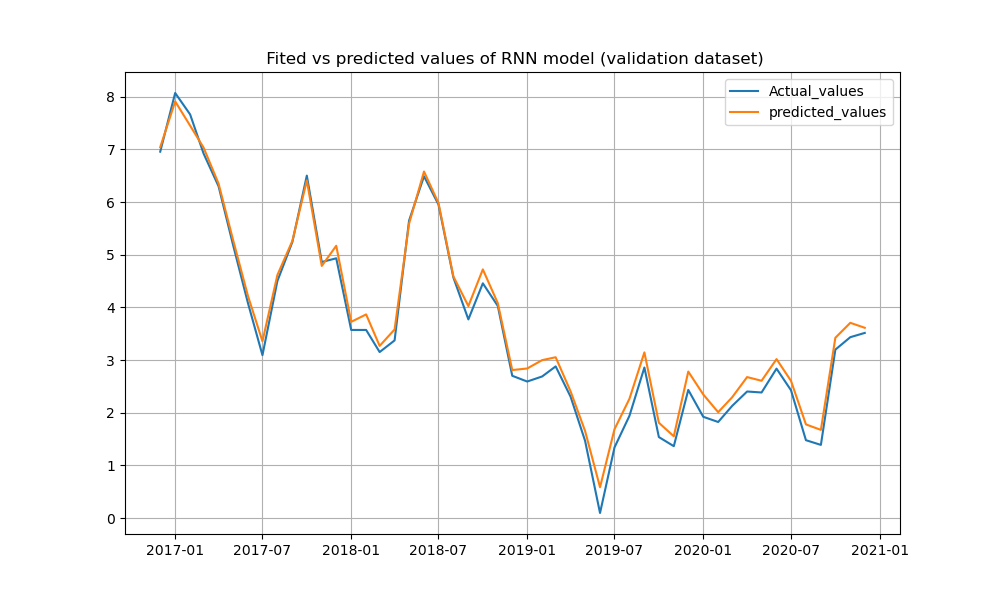 Fited vs predicted values of RNN model (validation dataset)
Actual_values
predicted_values
8
7
6
5
4
3
2
1
0
2017-01 2017-07 2018-01 2018-07 2019-01 2019-07 2020-01 2020-07 2021-01